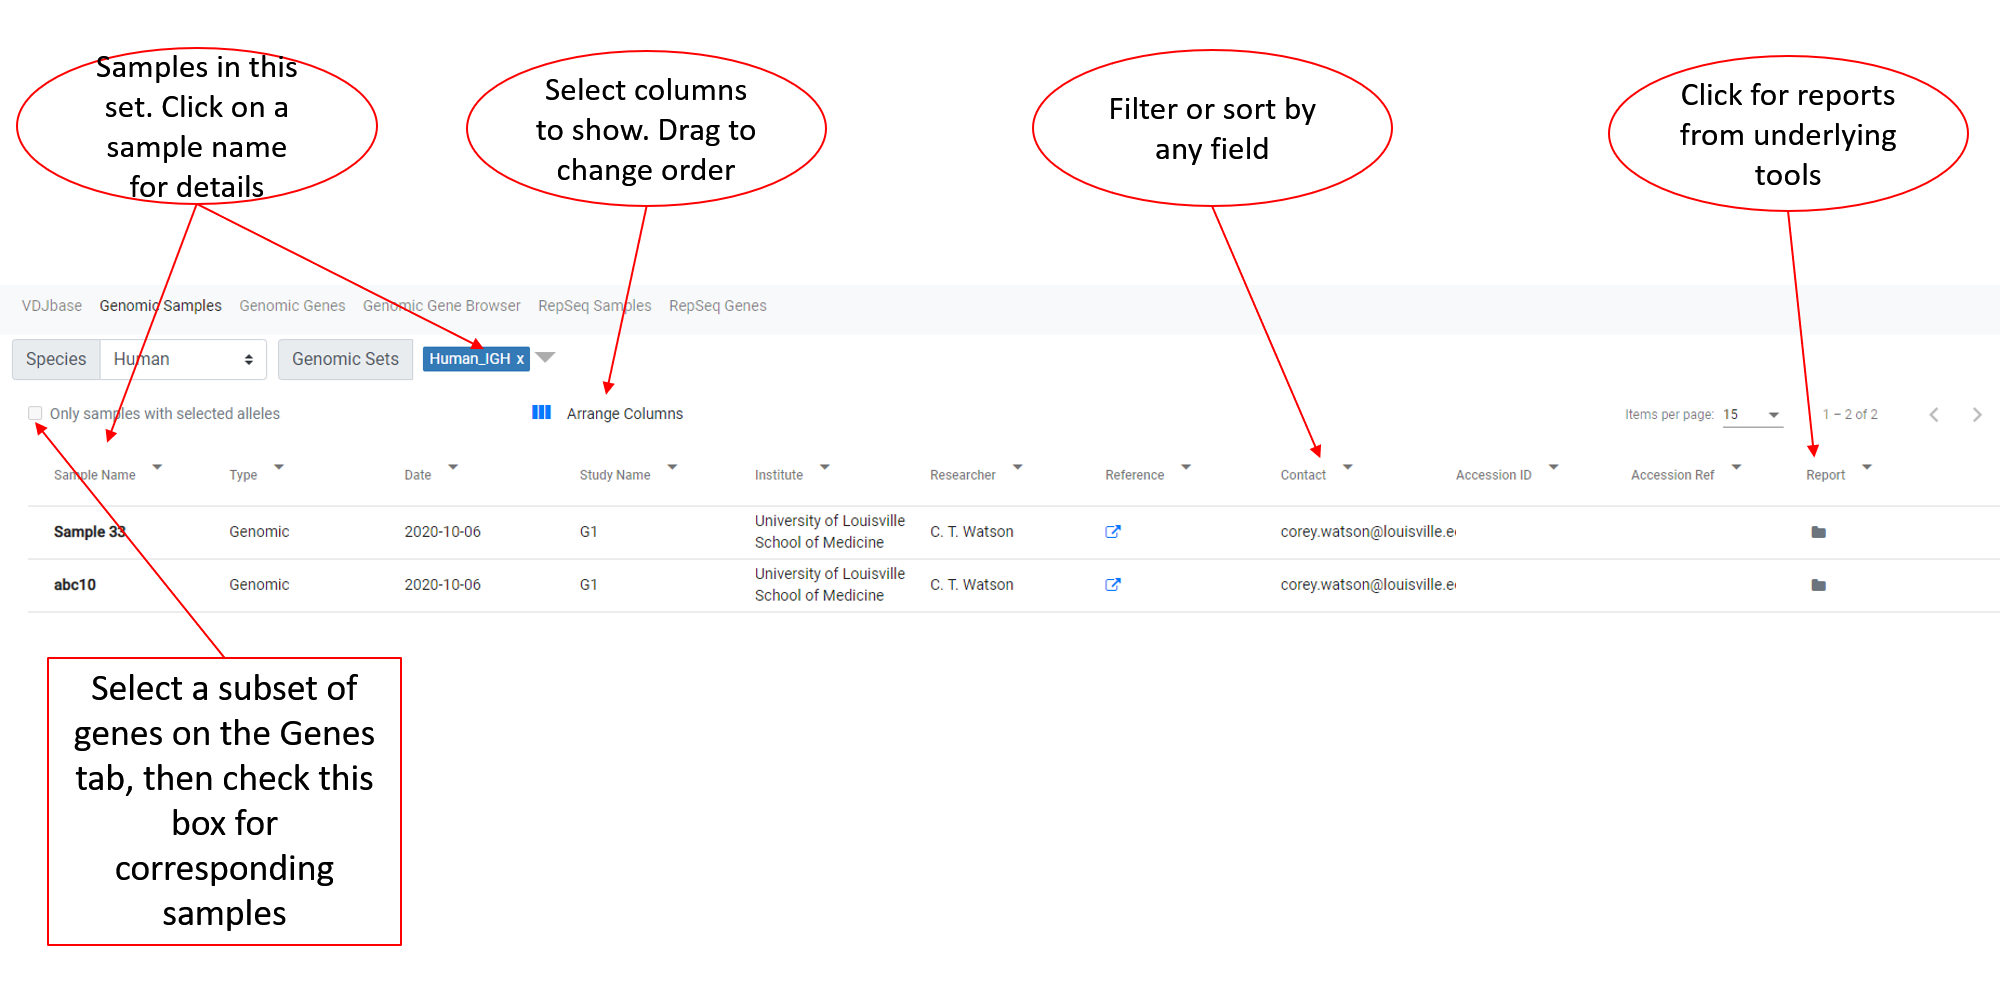 Samples in this
set. Click on a
sample name
for details
Select columns
to show. Drag to
change order
Filter or sort by
any field
Click for reports
from underlying
tools
VDJbase Genomic Samples Genomic Genes Genomic Gene Browser RepSeq Samples RepSeq Genes
Species Human Genomic Sets Human_IGH x
Only samples with selected alleles Arrange Columns Items per page: 15 1 – 2 of 2
Sample Name Type Date Study Name Institute Researcher Reference Contact Accession ID Accession Ref Report
Sample 33 Genomic 2020-10-06 G1 University of Louisville School of Medicine C. T. Watson corey.watson@louisville.e
abc10 Genomic 2020-10-06 G1 University of Louisville School of Medicine C. T. Watson corey.watson@louisville.e
Select a subset of
genes on the Genes
tab, then check this
box for
corresponding
samples